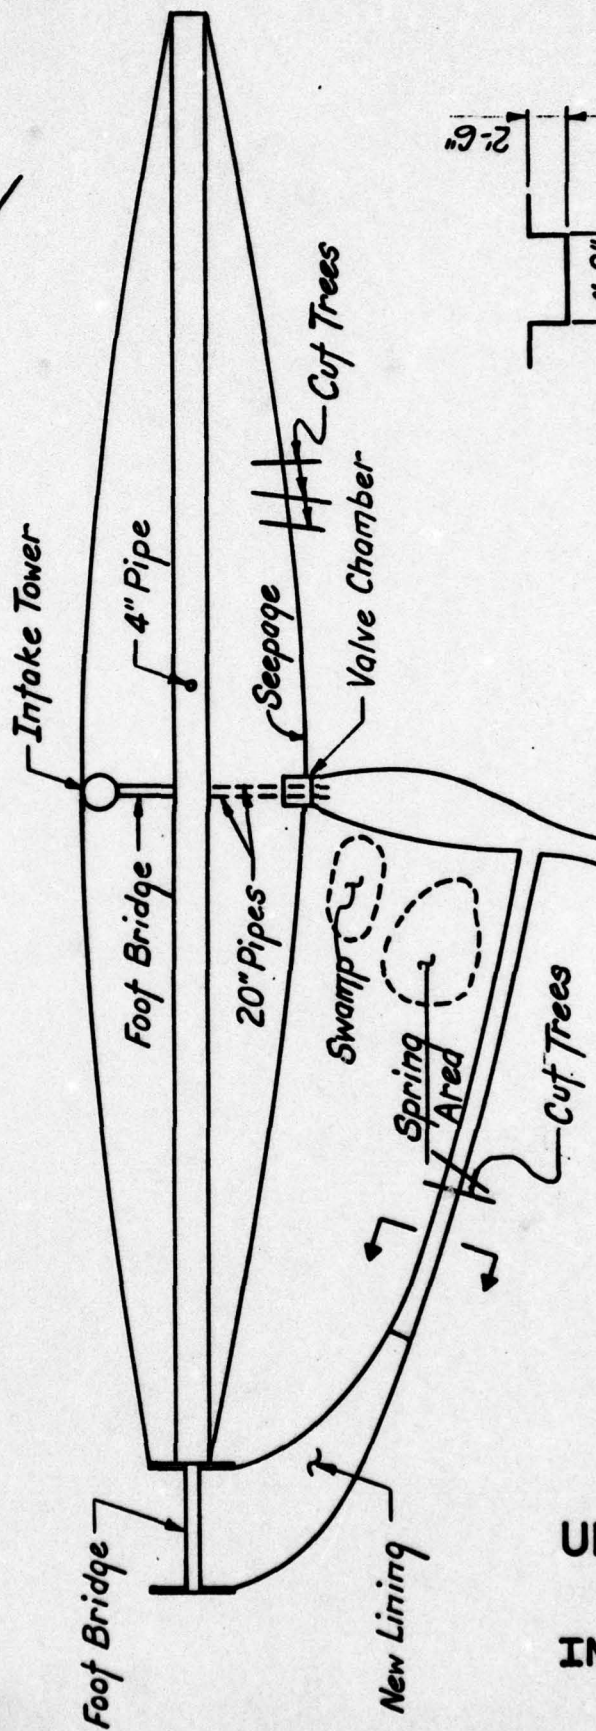 Intake Tower
4" Pipe
Foot Bridge
20" Pipes
Seepage
Valve Chamber
Cut Trees
Swamp
Spring
Area
Cut Trees
Foot Bridge
New Lining
2'-6"